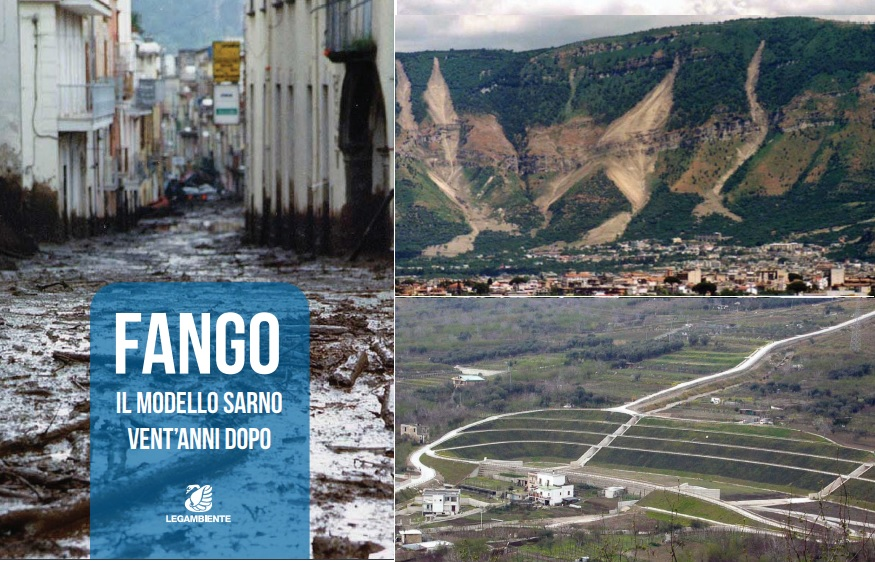 FANGO
IL MODELLO SARNO
VENT'ANNI DOPO
LEGAMBIENTE